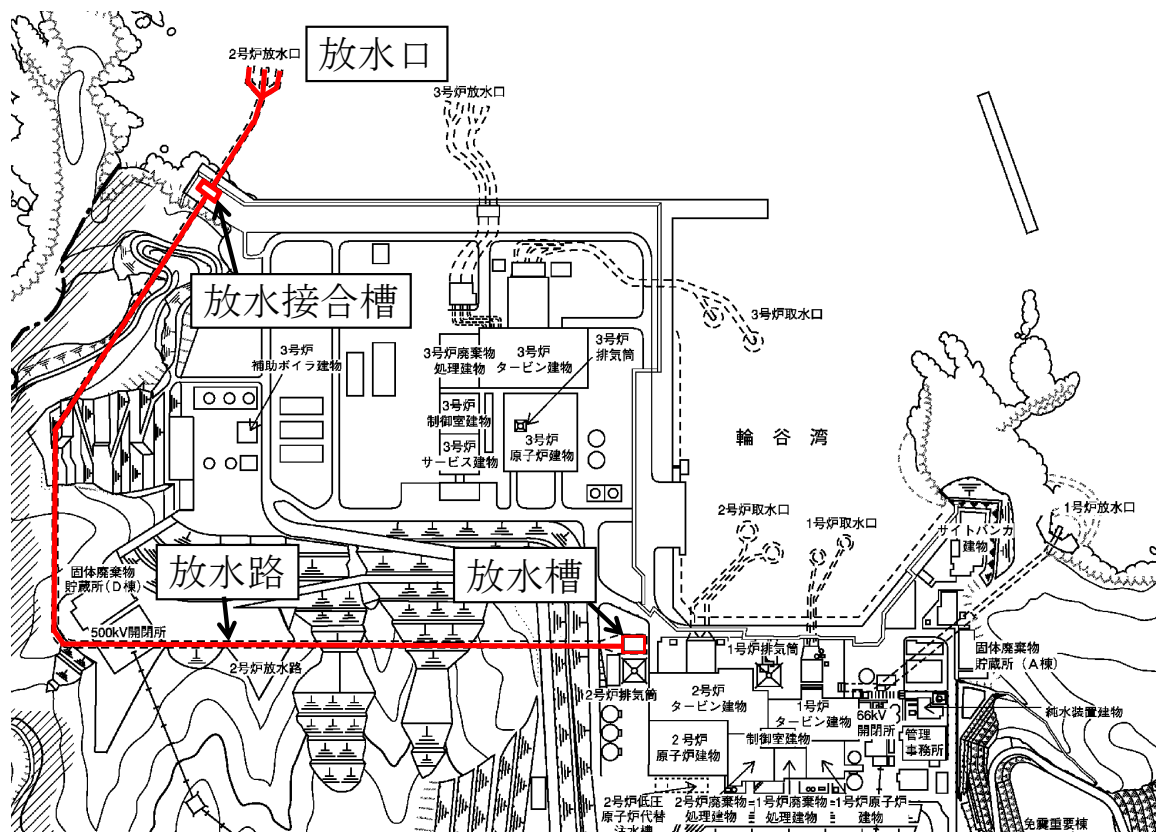 2号炉放水口
放水口
3号炉放水口
放水接合槽
3号炉取水口
3号炉
補助ボイラ建物
3号炉廃棄物
処理建物
3号炉
タービン建物
3号炉
排気筒
3号炉
制御室建物
3号炉
サービス建物
3号炉
原子炉建物
輪谷湾
2号炉取水口
1号炉取水口
1号炉放水口
サイトバンカ
建物
放水路
放水槽
固体廃棄物
貯蔵所(D棟)
500kV開閉所
2号炉放水路
2号炉排気筒
1号炉排気筒
固体廃棄物
貯蔵所(A棟)
2号炉
タービン建物
1号炉
タービン建物
66kV
開閉所
純水装置建物
2号炉
原子炉建物
制御室建物
管理
事務所
2号炉低圧
原子炉代替
注水槽
2号炉廃棄物
処理建物
1号炉廃棄物
処理建物
1号炉原子炉
建物
免震重要棟